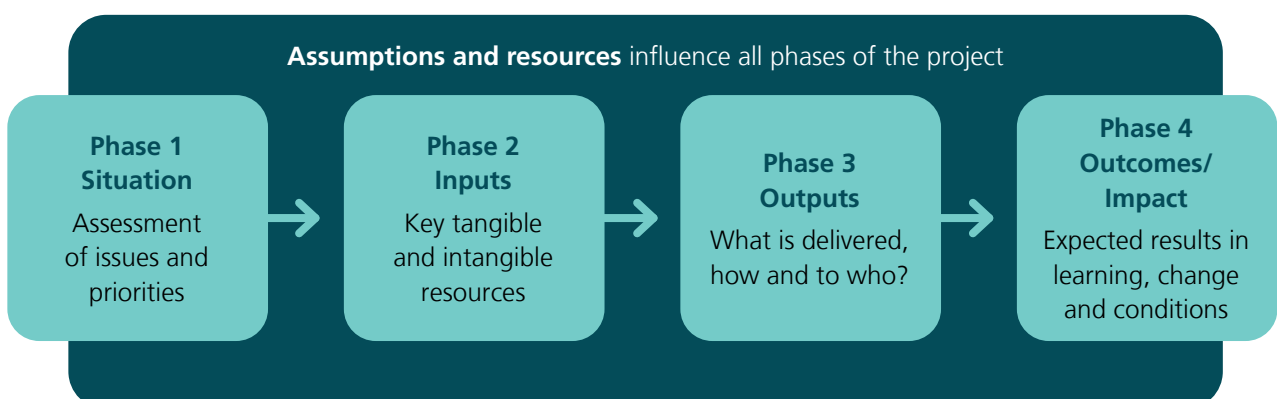 Assumptions and resources influence all phases of the project
Phase 1
Situation
Assessment
of issues and
priorities
Phase 2
Inputs
Key tangible
and intangible
resources
Phase 3
Outputs
What is delivered,
how and to who?
Phase 4
Outcomes/
Impact
Expected results in
learning, change
and conditions